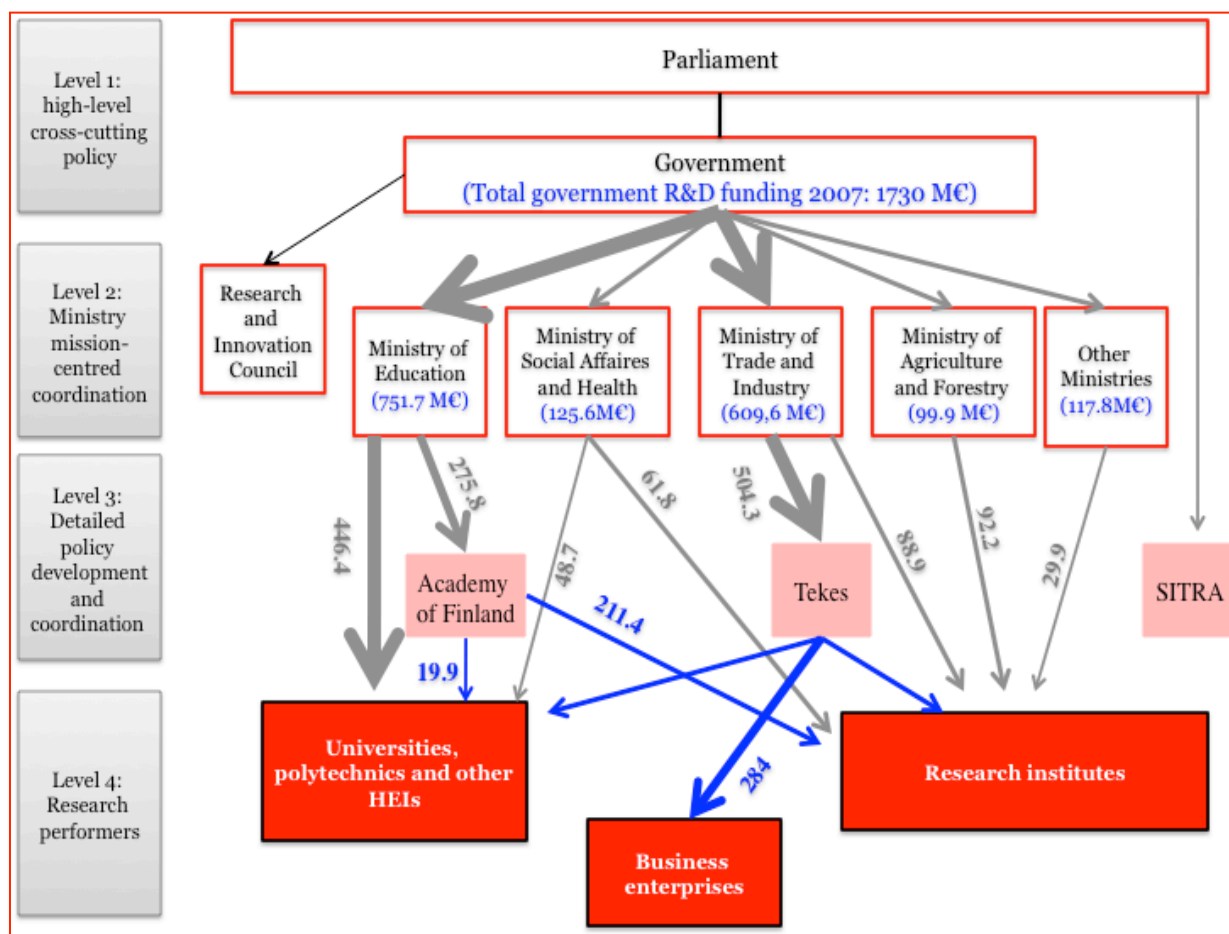 Level 1:
high-level
cross-cutting
policy
Parliament
Government
(Total government R&D funding 2007: 1730 M€)
Level 2:
Ministry
mission-
centred
coordination
Research
and
Innovation
Council
Ministry of
Education
(751.7 M€)
Ministry of
Social Affaires
and Health
(125.6M€)
Ministry of
Trade and
Industry
(609,6 M€)
Ministry of
Agriculture
and Forestry
(99.9 M€)
Other
Ministries
(117.8M€)
Level 3:
Detailed
policy
development
and
coordination
446.4
275.8
48.7
61.8
504.3
88.9
92.2
29.9
Academy
of Finland
Tekes
SITRA
19.9
211.4
284
Level 4:
Research
performers
Universities,
polytechnics and other
HEIs
Business
enterprises
Research institutes